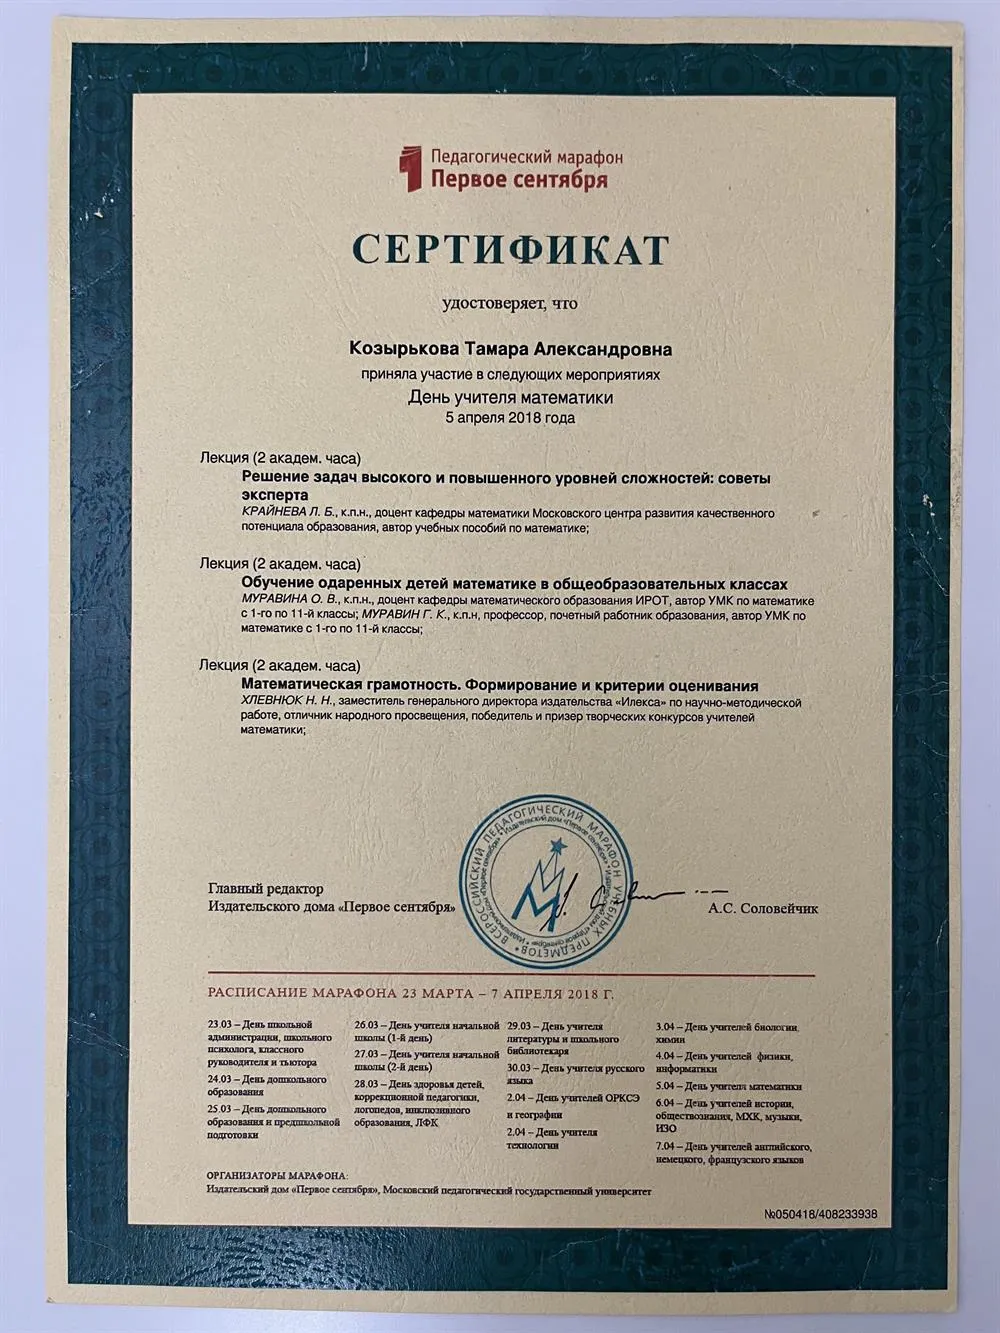 Педагогический марафон
Первое сентября
СЕРТИФИКАТ
удостоверяет, что
Козырькова Тамара Александровна
приняла участие в следующих мероприятиях
День учителя математики
5 апреля 2018 года
Лекция (2 академ. часа)
Решение задач высокого и повышенного уровней сложностей: советы
эксперта
КРАЙНЕВА Л. Б., к.п.н., доцент кафедры математики Московского центра развития качественного
потенциала образования, автор учебных пособий по математике;
Лекция (2 академ. часа)
Обучение одаренных детей математике в общеобразовательных классах
МУРАВИНА О. В., к.п.н., доцент кафедры математического образования ИРОТ, автор УМК по математике
с 1-го по 11-й классы; МУРАВИН Г. К., к.п.н, профессор, почетный работник образования, автор УМК по
математике с 1-го по 11-й классы;
Лекция (2 академ. часа)
Математическая грамотность. Формирование и критерии оценивания
ХЛЕВНЮК Н. Н., заместитель генерального директора издательства «Илекса» по научно-методической
работе, отличник народного просвещения, победитель и призер творческих конкурсов учителей
математики;
ВСЕРОССИЙСКИЙ ПЕДАГОГИЧЕСКИЙ МАРАФОН УЧЕБНЫХ ПРЕДМЕТОВ
Издательский дом «Первое сентября»
Главный редактор
Издательского дома «Первое сентября»
А.С. Соловейчик
РАСПИСАНИЕ МАРАФОНА 23 МАРТА – 7 АПРЕЛЯ 2018 Г.
23.03 – День школьной
администрации, школьного
психолога, классного
руководителя и тьютора
24.03 – День дошкольного
образования
25.03 – День дошкольного
образования и предшкольной
подготовки
26.03 – День учителя начальной
школы (1-й день)
27.03 – День учителя начальной
школы (2-й день)
28.03 – День здоровья детей,
коррекционной педагогики,
логопедов, инклюзивного
образования, ЛФК
29.03 – День учителя
литературы и школьного
библиотекаря
30.03 – День учителя русского
языка
2.04 – День учителей ОРКСЭ
и географии
2.04 – День учителя
технологии
3.04 – День учителей биологии,
химии
4.04 – День учителей физики,
информатики
5.04 – День учителя математики
6.04 – День учителей истории,
обществознания, МХК, музыки,
ИЗО
7.04 – День учителей английского,
немецкого, французского языков
ОРГАНИЗАТОРЫ МАРАФОНА:
Издательский дом «Первое сентября», Московский педагогический государственный университет
№050418/408233938